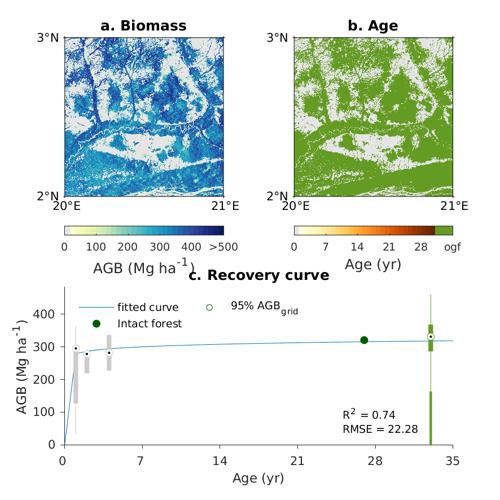 a. Biomass
b. Age
3°N
2°N
20°E
21°E
3°N
2°N
20°E
21°E
0 100 200 300 400 >500
AGB (Mg ha⁻¹)
0 7 14 21 28 ogf
Age (yr)
c. Recovery curve
fitted curve
95% AGB_grid
Intact forest
AGB (Mg ha⁻¹)
400
300
200
100
0
R² = 0.74
RMSE = 22.28
0 7 14 21 28 35
Age (yr)